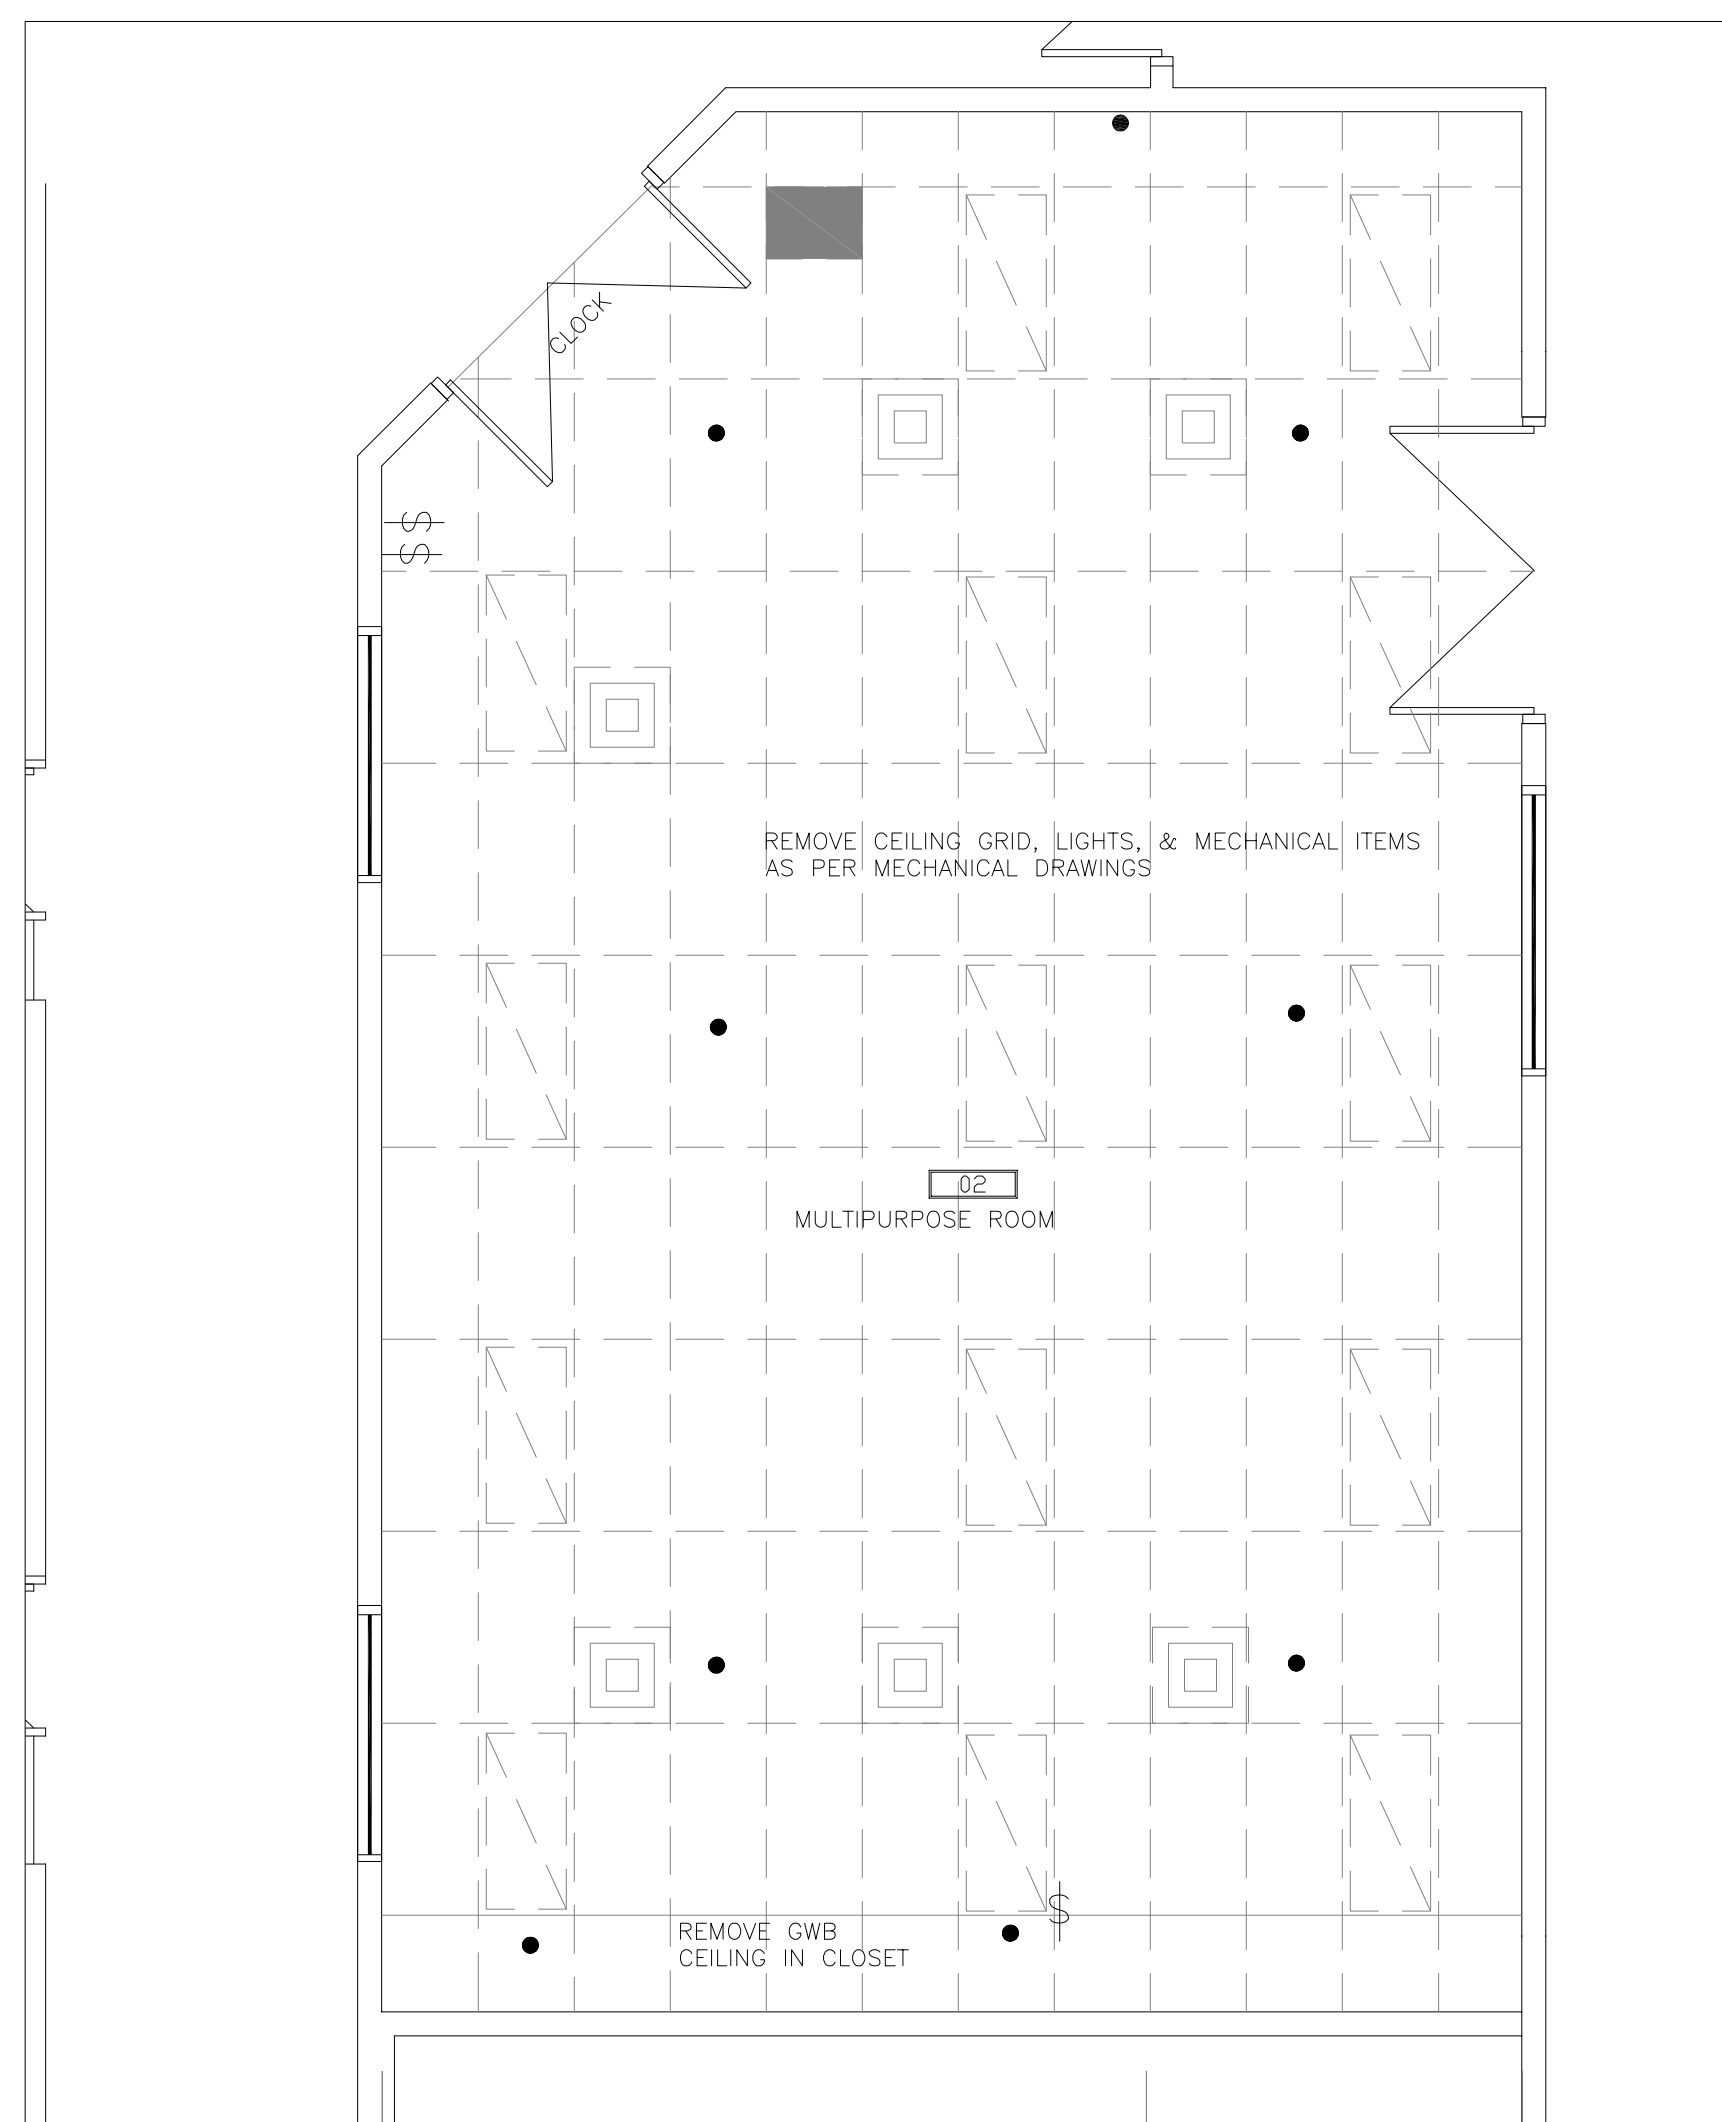 CLOCK
$
$
REMOVE CEILING GRID, LIGHTS, & MECHANICAL ITEMS
AS PER MECHANICAL DRAWINGS
02
MULTIPURPOSE ROOM
$
REMOVE GWB
CEILING IN CLOSET